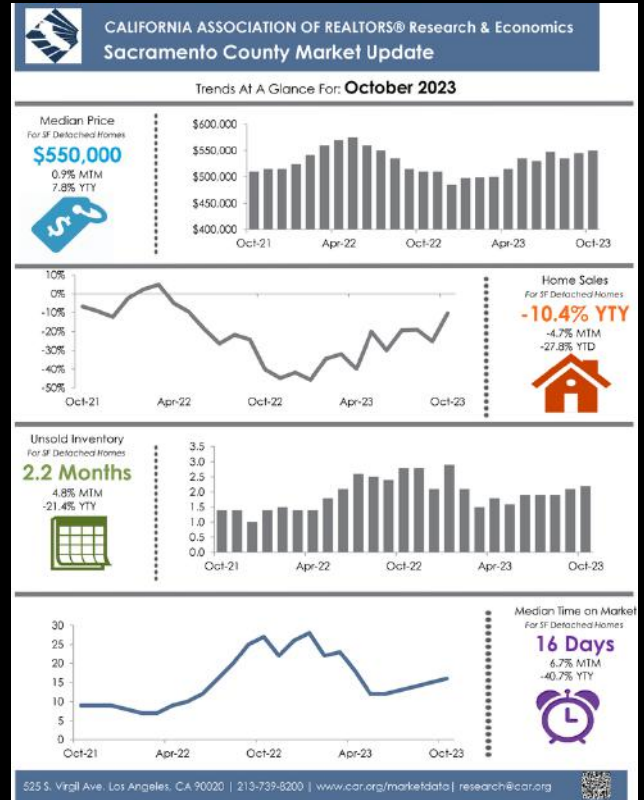 CALIFORNIA ASSOCIATION OF REALTORS® Research & Economics
Sacramento County Market Update
Trends At A Glance For: October 2023
Median Price
For SF Detached Homes
$550,000
0.9% MTM
7.8% YTY
$
$600,000
$550,000
$500,000
$450,000
$400,000
Oct-21 Apr-22 Oct-22 Apr-23 Oct-23
10%
0%
-10%
-20%
-30%
-40%
-50%
Oct-21 Apr-22 Oct-22 Apr-23 Oct-23
Home Sales
For SF Detached Homes
-10.4% YTY
-4.7% MTM
-27.8% YTD
Unsold Inventory
For SF Detached Homes
2.2 Months
4.8% MTM
-21.4% YTY
3.5
3.0
2.5
2.0
1.5
1.0
0.5
0.0
Oct-21 Apr-22 Oct-22 Apr-23 Oct-23
30
25
20
15
10
5
0
Oct-21 Apr-22 Oct-22 Apr-23 Oct-23
Median Time on Market
For SF Detached Homes
16 Days
6.7% MTM
-40.7% YTY
525 S. Virgil Ave. Los Angeles, CA 90020 | 213-739-8200 | www.car.org/marketdata| research@car.org